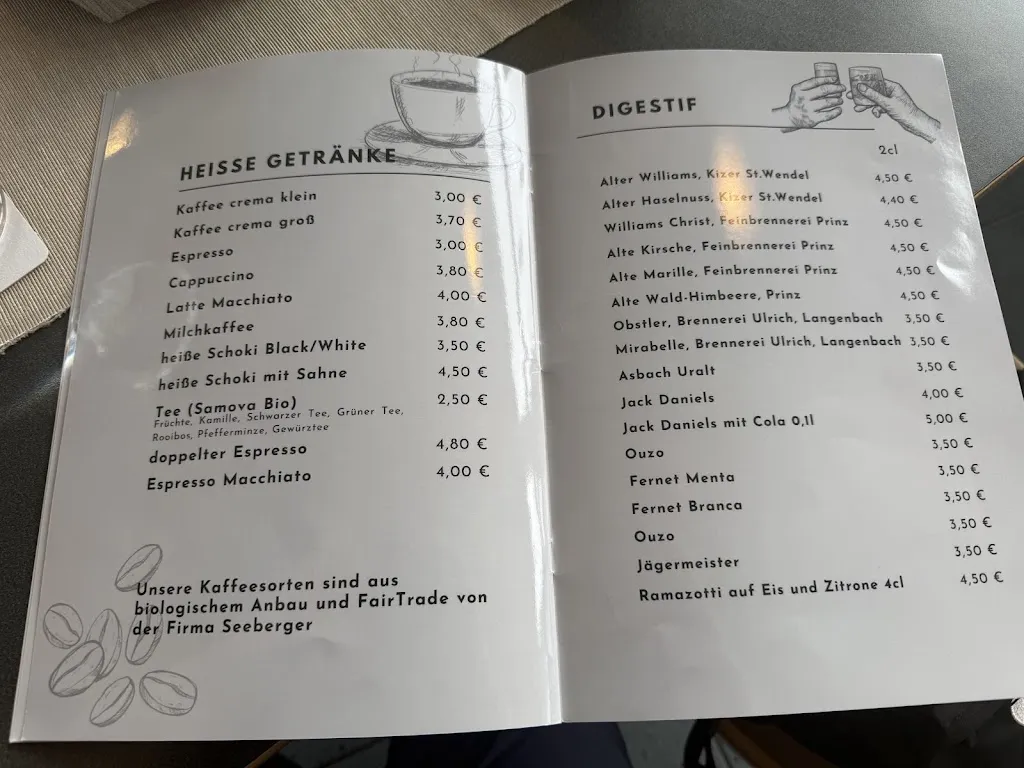 HEISSE GETRÄNKE
Kaffee crema klein 3,00 €
Kaffee crema groß 3,70 €
Espresso 3,00 €
Cappuccino 3,80 €
Latte Macchiato 4,00 €
Milchkaffee 3,80 €
heiße Schoki Black/White 3,50 €
heiße Schoki mit Sahne 4,50 €
Tee (Samova Bio) 2,50 €
Früchte, Kamille, Schwarzer Tee, Grüner Tee,
Rooibos, Pfefferminze, Gewürztee
doppelter Espresso 4,80 €
Espresso Macchiato 4,00 €
Unsere Kaffeesorten sind aus
biologischem Anbau und FairTrade von
der Firma Seeberger
DIGESTIF
2cl
Alter Williams, Kizer St.Wendel 4,50 €
Alter Haselnuss, Kizer St.Wendel 4,40 €
Williams Christ, Feinbrennerei Prinz 4,50 €
Alte Kirsche, Feinbrennerei Prinz 4,50 €
Alte Marille, Feinbrennerei Prinz 4,50 €
Alte Wald-Himbeere, Prinz 4,50 €
Obstler, Brennerei Ulrich, Langenbach 3,50 €
Mirabelle, Brennerei Ulrich, Langenbach 3,50 €
Asbach Uralt 3,50 €
Jack Daniels 4,00 €
Jack Daniels mit Cola 0,1l 5,00 €
Ouzo 3,50 €
Fernet Menta 3,50 €
Fernet Branca 3,50 €
Ouzo 3,50 €
Jägermeister 3,50 €
Ramazotti auf Eis und Zitrone 4cl 4,50 €